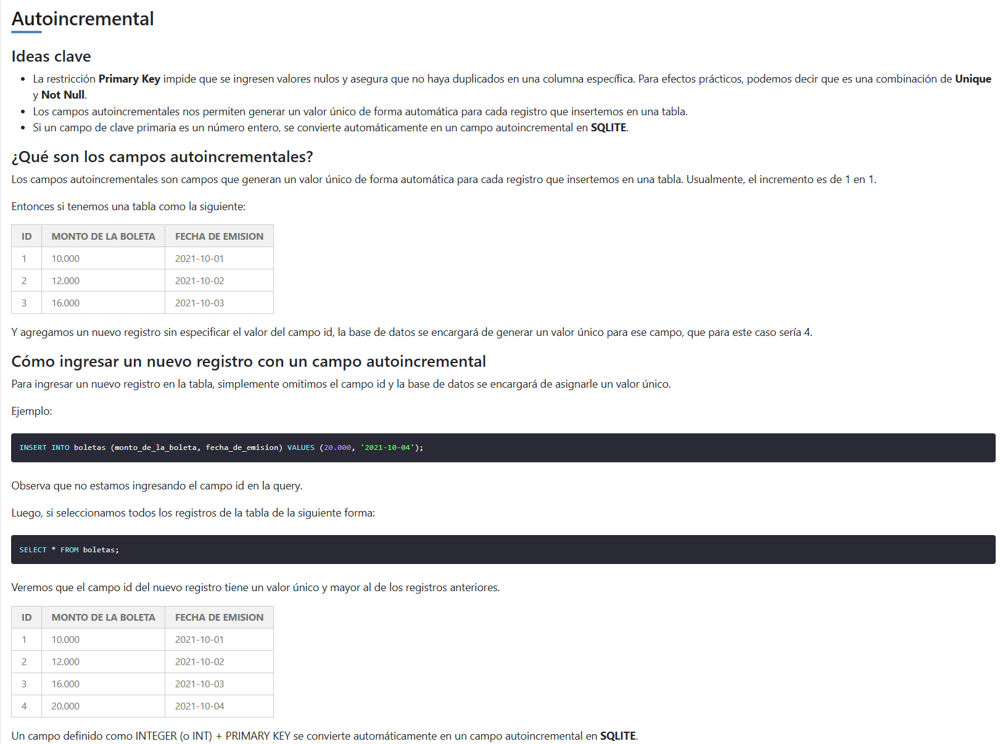 Autoincremental
Ideas clave
• La restricción Primary Key impide que se ingresen valores nulos y asegura que no haya duplicados en una columna específica. Para efectos prácticos, podemos decir que es una combinación de Unique
y Not Null.
• Los campos autoincrementales nos permiten generar un valor único de forma automática para cada registro que insertemos en una tabla.
• Si un campo de clave primaria es un número entero, se convierte automáticamente en un campo autoincremental en SQLITE.
¿Qué son los campos autoincrementales?
Los campos autoincrementales son campos que generan un valor único de forma automática para cada registro que insertemos en una tabla. Usualmente, el incremento es de 1 en 1.
Entonces si tenemos una tabla como la siguiente:
ID MONTO DE LA BOLETA FECHA DE EMISION
1 10.000 2021-10-01
2 12.000 2021-10-02
3 16.000 2021-10-03
Y agregamos un nuevo registro sin especificar el valor del campo id, la base de datos se encargará de generar un valor único para ese campo, que para este caso sería 4.
Cómo ingresar un nuevo registro con un campo autoincremental
Para ingresar un nuevo registro en la tabla, simplemente omitimos el campo id y la base de datos se encargará de asignarle un valor único.
Ejemplo:
INSERT INTO boletas (monto_de_la_boleta, fecha_de_emision) VALUES (20.000, '2021-10-04');
Observa que no estamos ingresando el campo id en la query.
Luego, si seleccionamos todos los registros de la tabla de la siguiente forma:
SELECT * FROM boletas;
Veremos que el campo id del nuevo registro tiene un valor único y mayor al de los registros anteriores.
ID MONTO DE LA BOLETA FECHA DE EMISION
1 10.000 2021-10-01
2 12.000 2021-10-02
3 16.000 2021-10-03
4 20.000 2021-10-04
Un campo definido como INTEGER (o INT) + PRIMARY KEY se convierte automáticamente en un campo autoincremental en SQLITE.